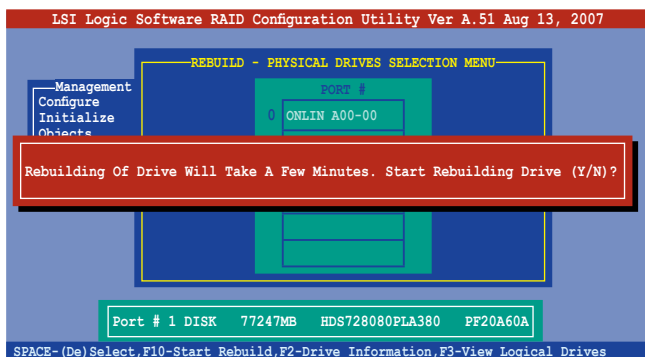 LSI Logic Software RAID Configuration Utility Ver A.51 Aug 13, 2007
REBUILD - PHYSICAL DRIVES SELECTION MENU
Management
Configure
Initialize
Objects
PORT #
0 ONLIN A00-00
Rebuilding Of Drive Will Take A Few Minutes. Start Rebuilding Drive (Y/N)?
Port # 1 DISK 77247MB HDS728080PLA380 PF20A60A
SPACE-(De)Select,F10-Start Rebuild,F2-Drive Information,F3-View Logical Drives